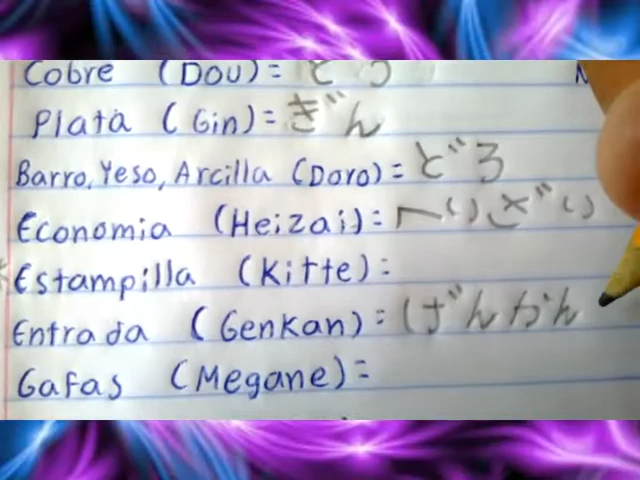 Cobre (Dou)= どう
Plata (Gin)= ぎん
Barro, Yeso, Arcilla (Doro)= どろ
Economia (Heizai)= へいざい
Estampilla (Kitte):
Entrada (Genkan)= げんかん
Gafas (Megane)=